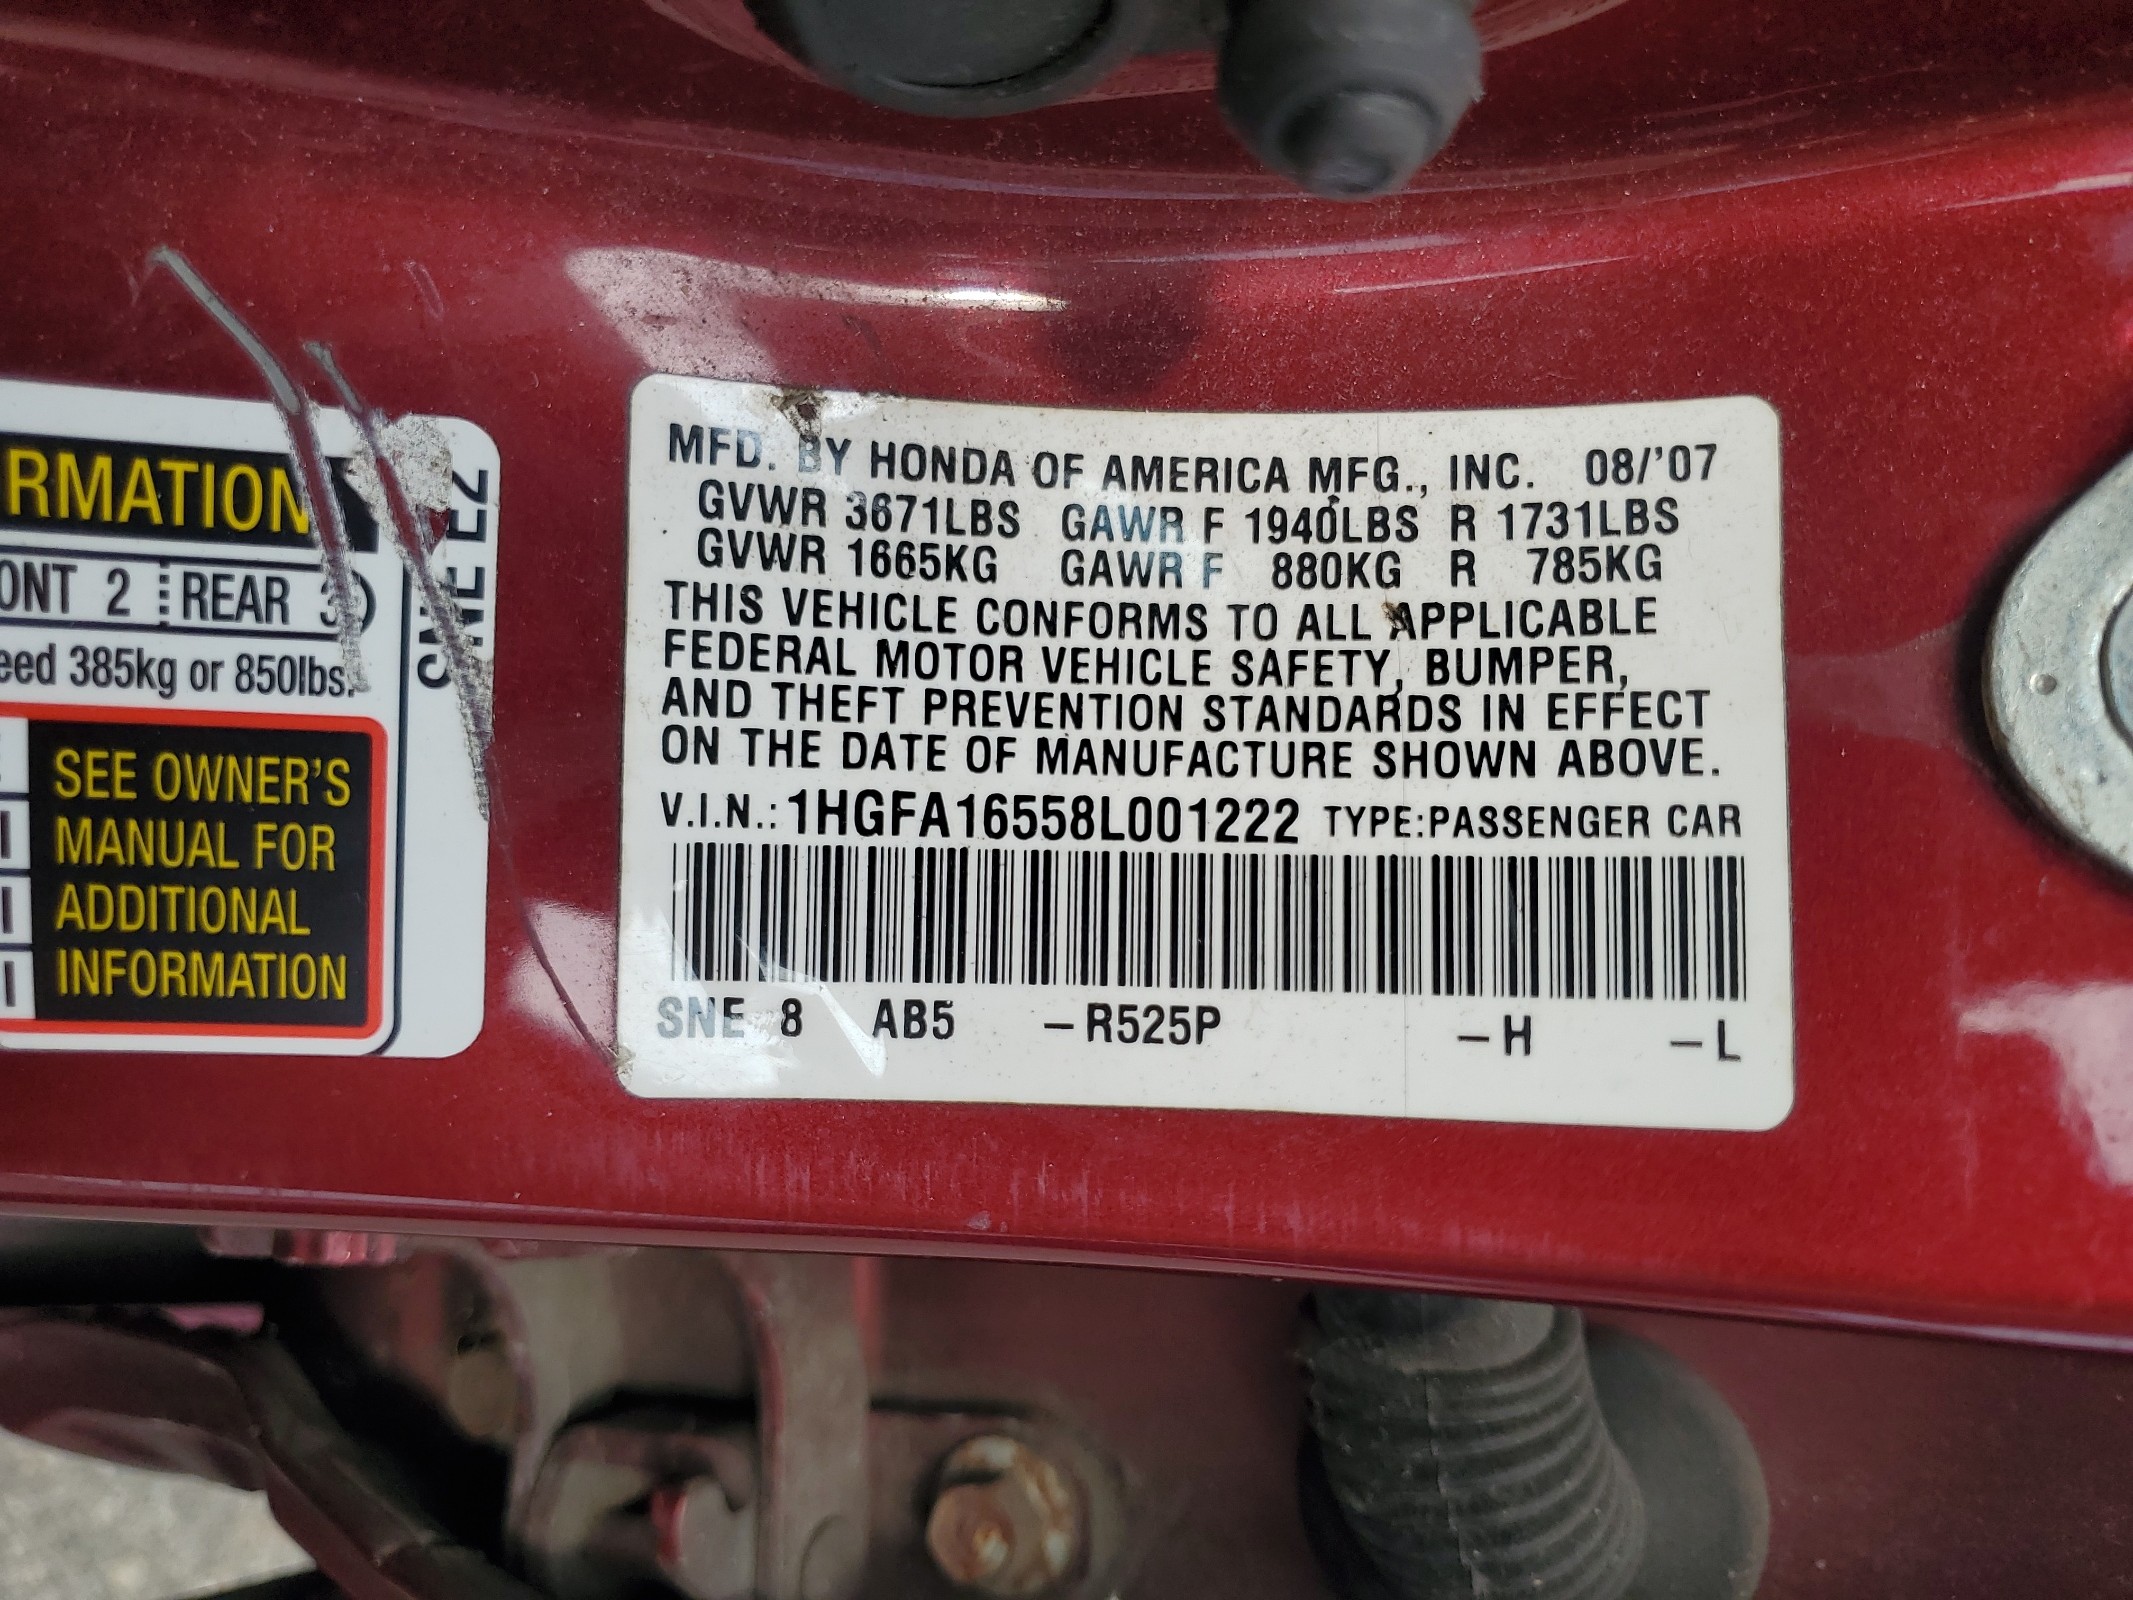 RMATION
ONT 2 REAR 3
eed 385kg or 850lbs.
SEE OWNER'S
MANUAL FOR
ADDITIONAL
INFORMATION
SNE E2
MFD. BY HONDA OF AMERICA MFG., INC. 08/'07
GVWR 3671LBS GAWR F 1940LBS R 1731LBS
GVWR 1665KG GAWR F 880KG R 785KG
THIS VEHICLE CONFORMS TO ALL APPLICABLE
FEDERAL MOTOR VEHICLE SAFETY, BUMPER,
AND THEFT PREVENTION STANDARDS IN EFFECT
ON THE DATE OF MANUFACTURE SHOWN ABOVE.
V.I.N.: 1HGFA16558L001222 TYPE:PASSENGER CAR
SNE 8 AB5 –R525P –H –L